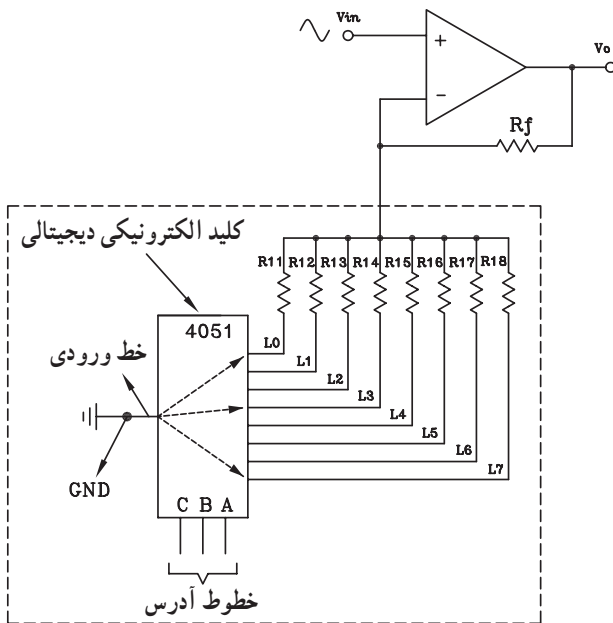 Vin
Vo
+
−
Rf
کلید الکترونیکی دیجیتالی
R11 R12 R13 R14 R15 R16 R17 R18
4051
خط ورودی
L0
L1
L2
L3
L4
L5
L6
L7
GND
C B A
خطوط آدرس